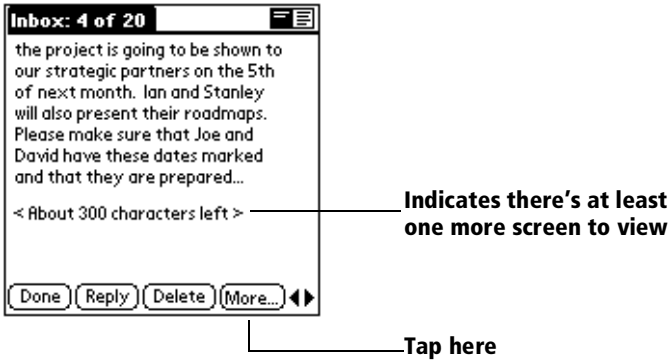 Inbox: 4 of 20
the project is going to be shown to
our strategic partners on the 5th
of next month. Ian and Stanley
will also present their roadmaps.
Please make sure that Joe and
David have these dates marked
and that they are prepared...
< About 300 characters left >
Indicates there's at least
one more screen to view
Done Reply Delete More...
Tap here